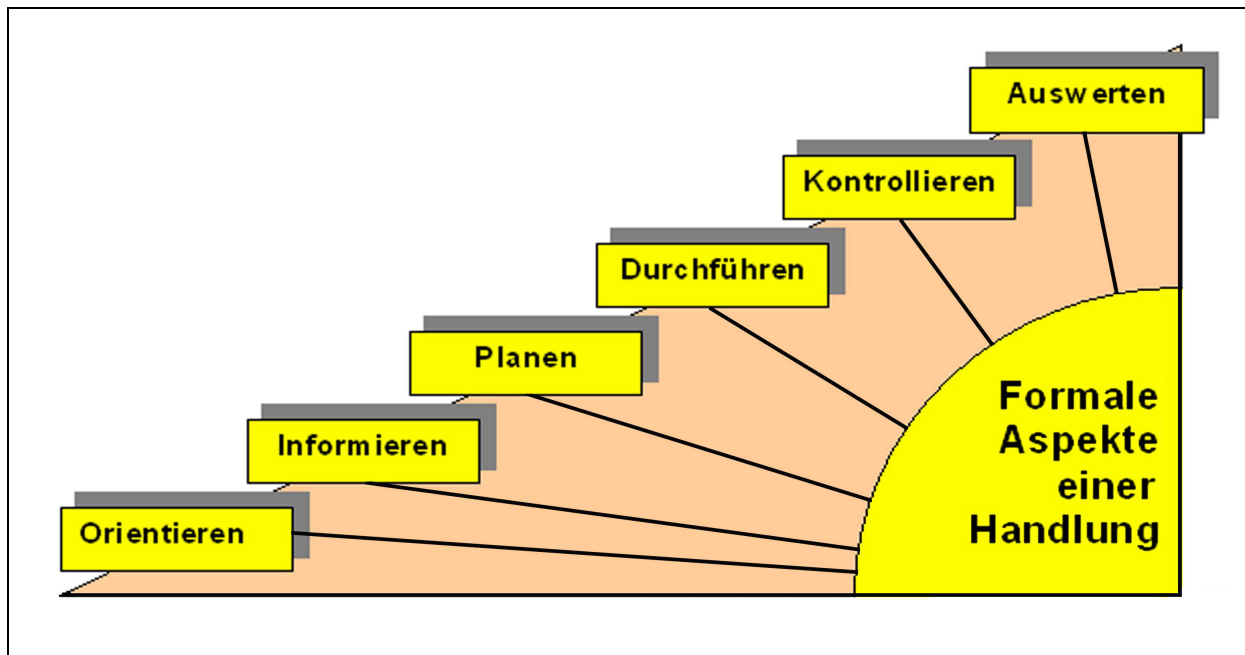 Auswerten
Kontrollieren
Durchführen
Planen
Informieren
Orientieren
Formale
Aspekte
einer
Handlung